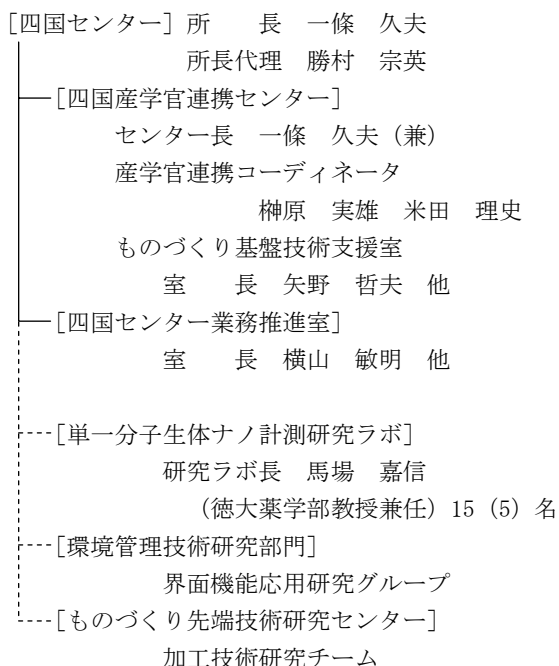 [四国センター] 所　　長　一條　久夫
所長代理　勝村　宗英
[四国産学官連携センター]
センター長　一條　久夫（兼）
産学官連携コーディネータ
榊原　実雄　米田　理史
ものづくり基盤技術支援室
室　　長　矢野　哲夫　他
[四国センター業務推進室]
室　　長　横山　敏明　他
[単一分子生体ナノ計測研究ラボ]
研究ラボ長　馬場　嘉信
（徳大薬学部教授兼任）15（5）名
[環境管理技術研究部門]
界面機能応用研究グループ
[ものづくり先端技術研究センター]
加工技術研究チーム